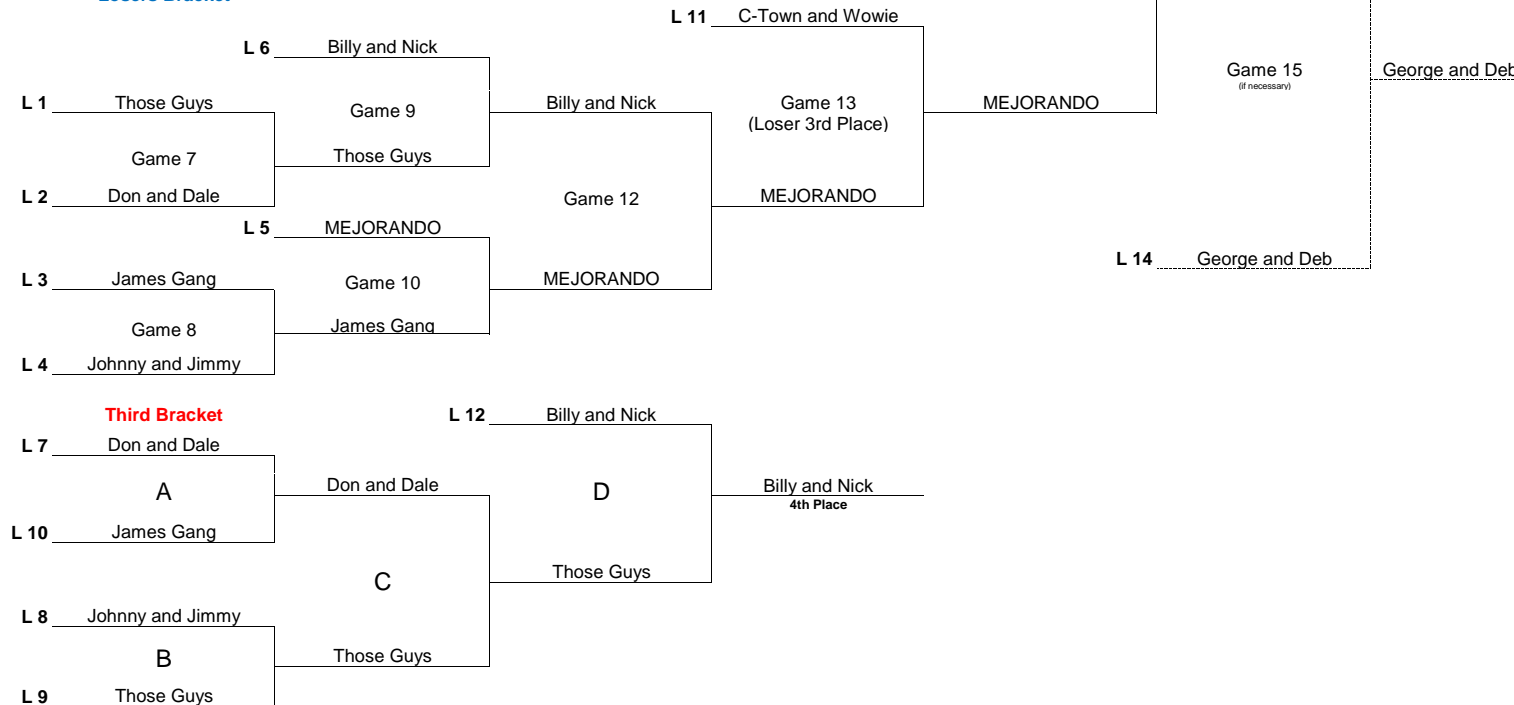 Losers Bracket
L 11 C-Town and Wowie
L 6 Billy and Nick
Game 15
(if necessary)
George and Deb
L 1 Those Guys
Game 9
Billy and Nick
Game 13
(Loser 3rd Place)
MEJORANDO
Game 7
Those Guys
L 2 Don and Dale
Game 12
MEJORANDO
L 5 MEJORANDO
L 14 George and Deb
L 3 James Gang
Game 10
MEJORANDO
Game 8
James Gang
L 4 Johnny and Jimmy
Third Bracket
L 12 Billy and Nick
L 7 Don and Dale
A
Don and Dale
D
Billy and Nick
4th Place
L 10 James Gang
C
Those Guys
L 8 Johnny and Jimmy
B
Those Guys
L 9 Those Guys